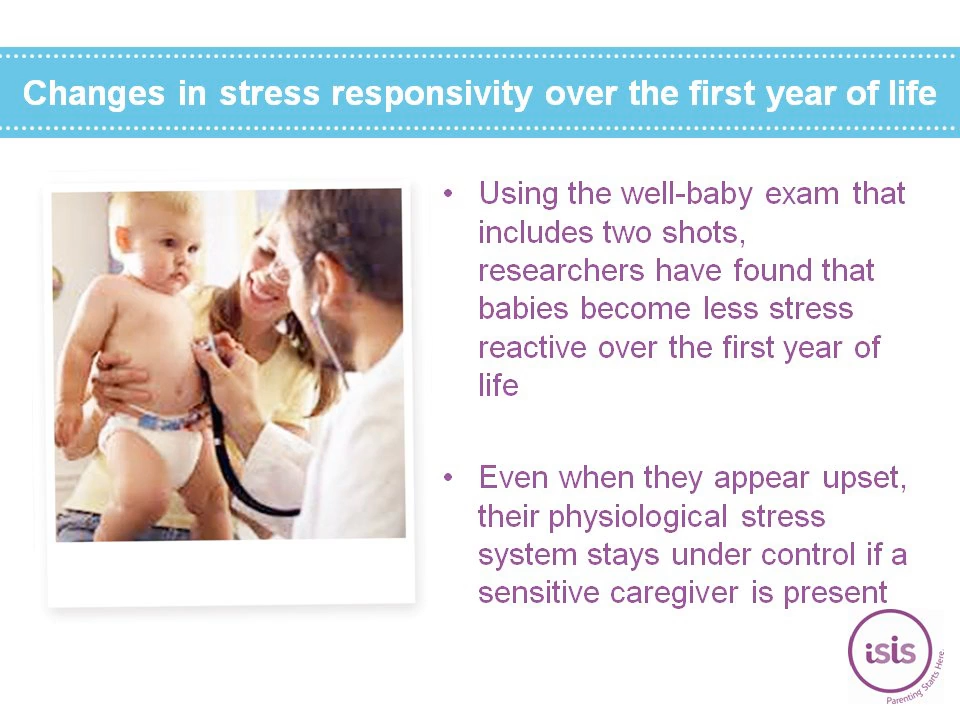 Changes in stress responsivity over the first year of life
• Using the well-baby exam that
includes two shots,
researchers have found that
babies become less stress
reactive over the first year of
life
• Even when they appear upset,
their physiological stress
system stays under control if a
sensitive caregiver is present
isis
Parenting Starts Here.